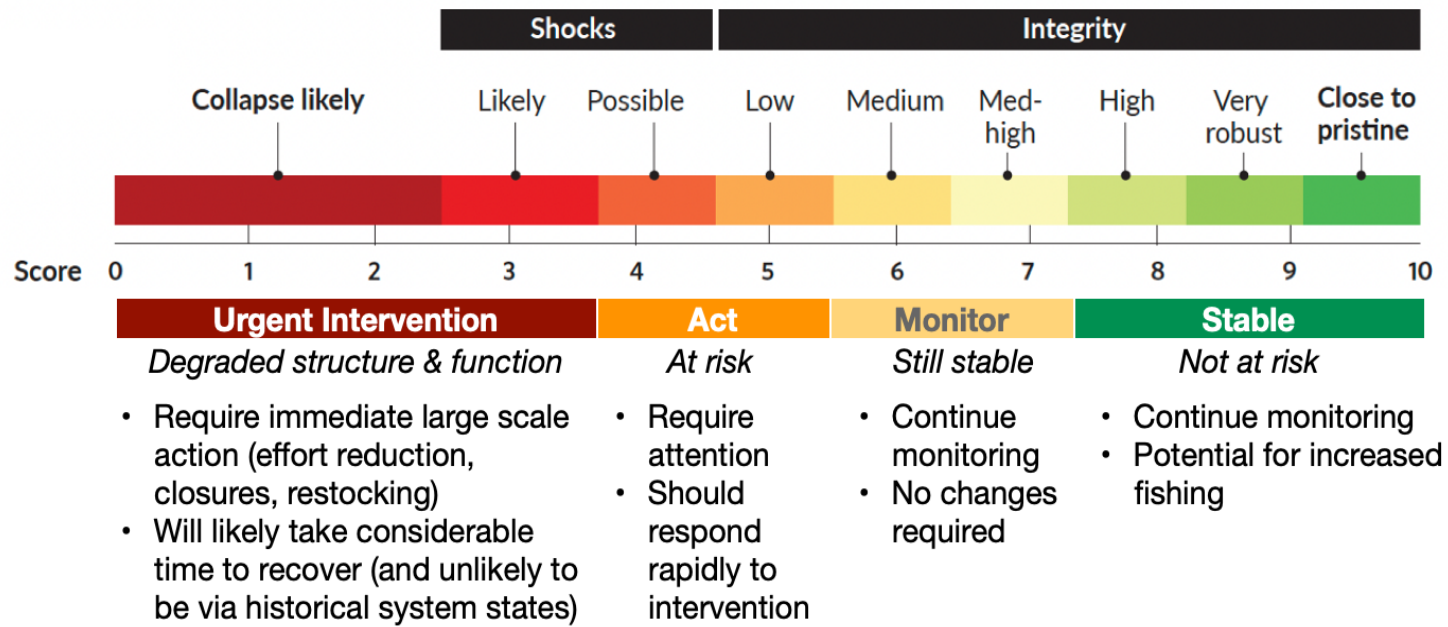 Shocks
Integrity
Collapse likely
Likely
Possible
Low
Medium
Med-
high
High
Very
robust
Close to
pristine
Score 0 1 2 3 4 5 6 7 8 9 10
Urgent Intervention
Degraded structure & function
• Require immediate large scale
action (effort reduction,
closures, restocking)
• Will likely take considerable
time to recover (and unlikely to
be via historical system states)
Act
At risk
• Require
attention
• Should
respond
rapidly to
intervention
Monitor
Still stable
• Continue
monitoring
• No changes
required
Stable
Not at risk
• Continue monitoring
• Potential for increased
fishing